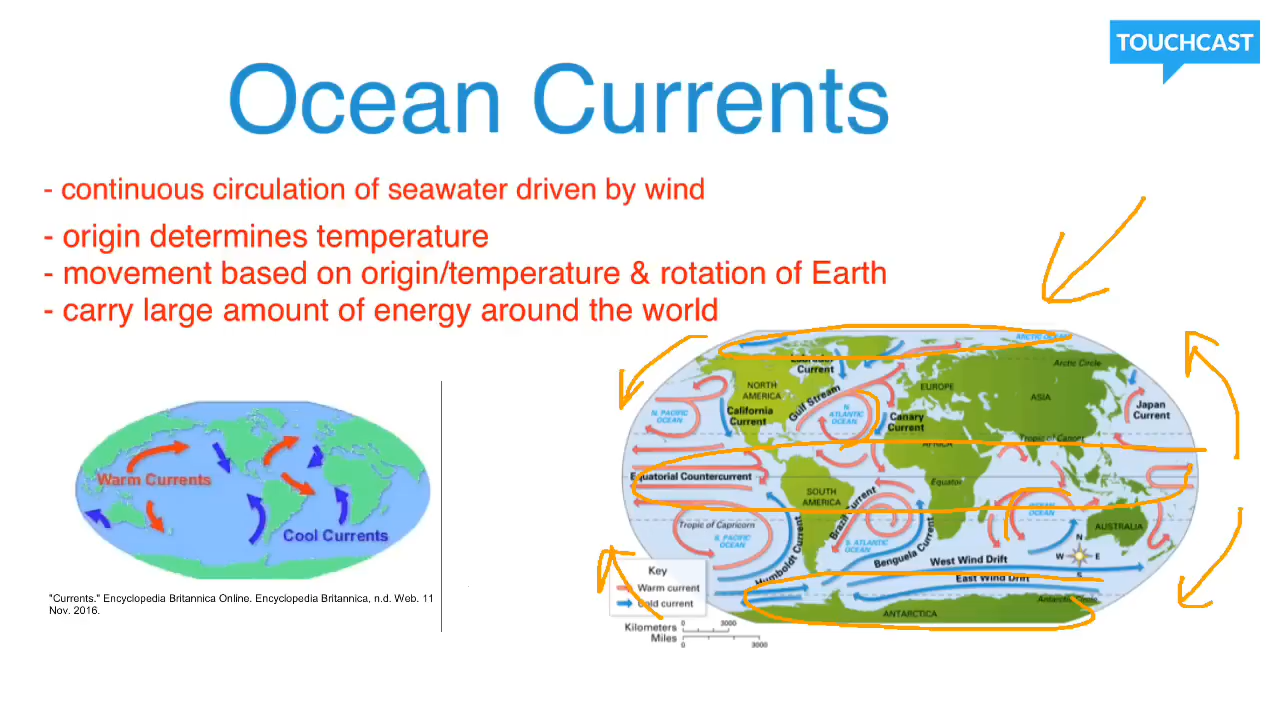 TOUCHCAST
Ocean Currents
- continuous circulation of seawater driven by wind
- origin determines temperature
- movement based on origin/temperature & rotation of Earth
- carry large amount of energy around the world
Warm Currents
Cool Currents
"Currents." Encyclopedia Britannica Online. Encyclopedia Britannica, n.d. Web. 11
Nov. 2016.
ARCTIC OCEAN
Arctic Circle
Labrador
Current
NORTH
AMERICA
EUROPE
ASIA
Gulf Stream
N. PACIFIC
OCEAN
California
Current
N.
ATLANTIC
OCEAN
Canary
Current
Japan
Current
AFRICA
Tropic of Cancer
Equatorial Countercurrent
Equator
SOUTH
AMERICA
Brazil Current
OCEAN
AUSTRALIA
Tropic of Capricorn
S. PACIFIC
OCEAN
Humboldt Current
S. ATLANTIC
OCEAN
Benguela Current
N
W E
S
West Wind Drift
East Wind Drift
Antarctic Circle
ANTARCTICA
Key
Warm current
Cold current
Kilometers 0 3000
Miles
0 3000